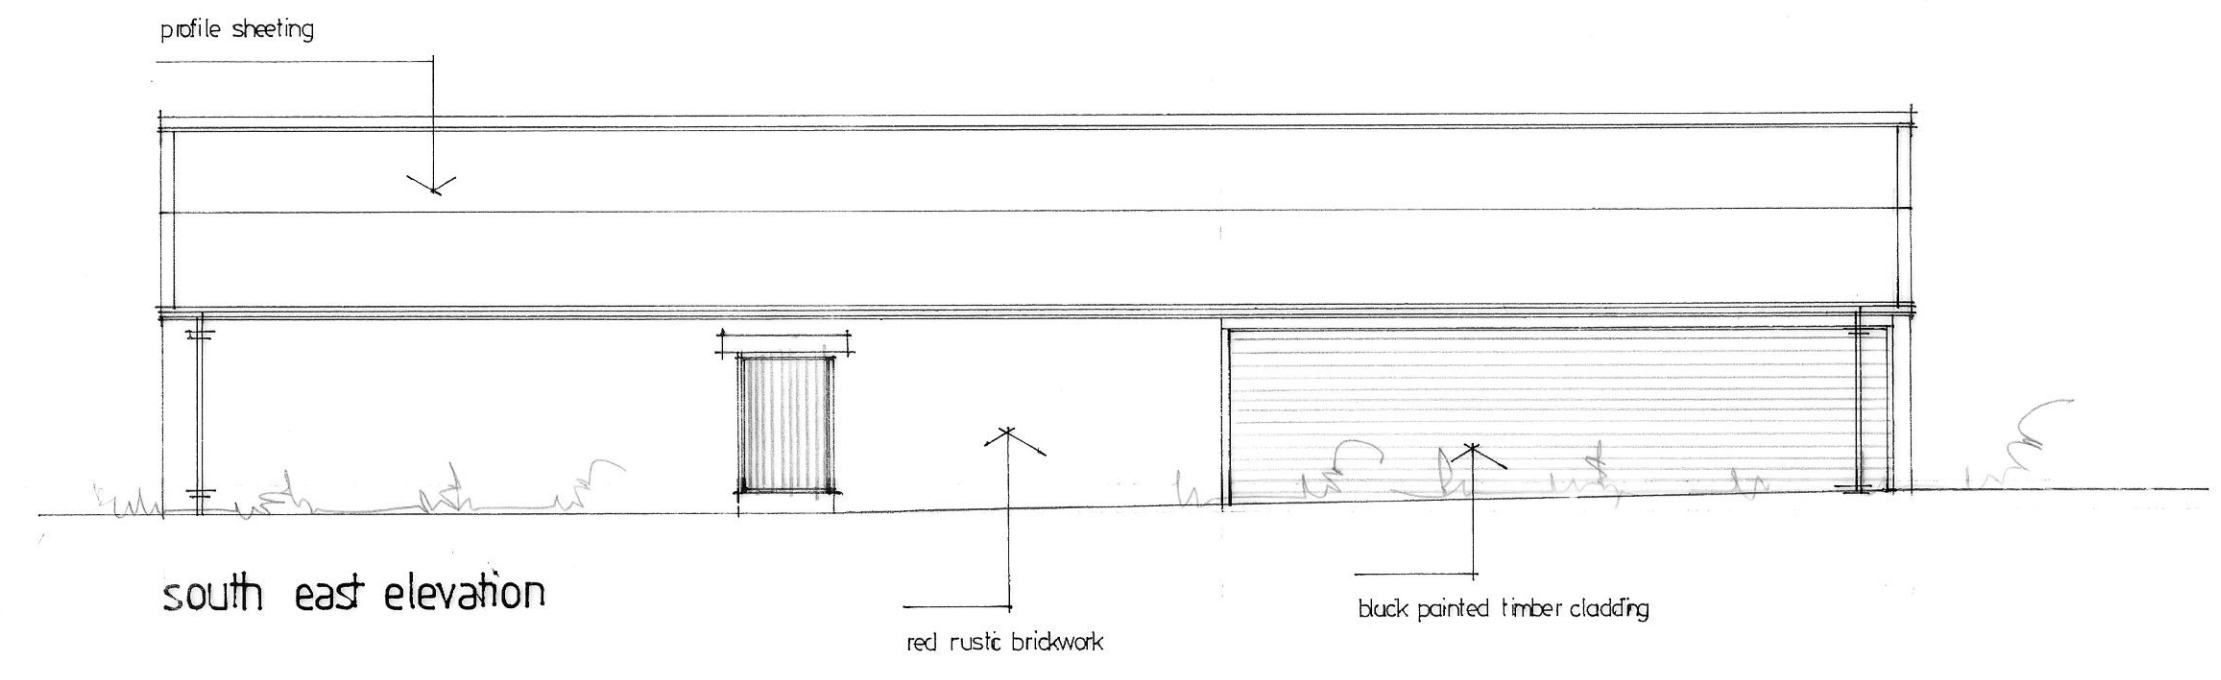 profile sheeting
south east elevation
red rustic brickwork
black painted timber cladding